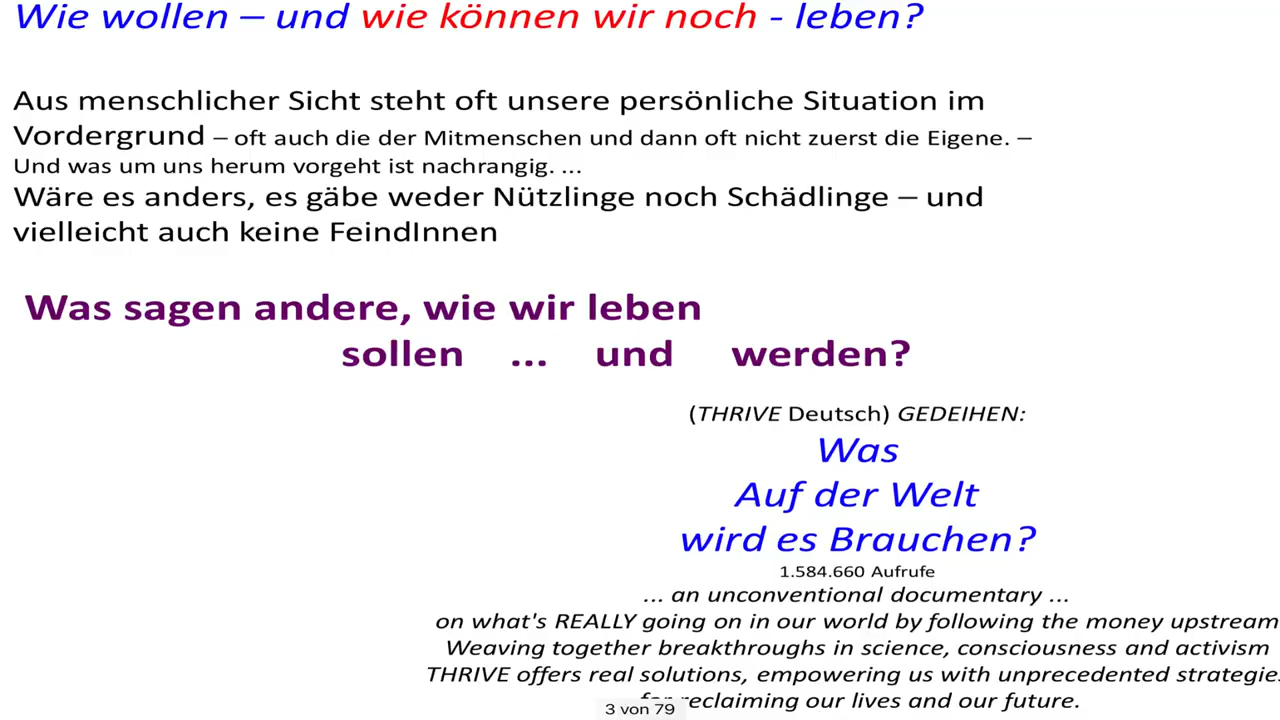 Wie wollen – und wie können wir noch - leben?
Aus menschlicher Sicht steht oft unsere persönliche Situation im
Vordergrund – oft auch die der Mitmenschen und dann oft nicht zuerst die Eigene. –
Und was um uns herum vorgeht ist nachrangig. ...
Wäre es anders, es gäbe weder Nützlinge noch Schädlinge – und
vielleicht auch keine FeindInnen
Was sagen andere, wie wir leben
sollen ... und werden?
(THRIVE Deutsch) GEDEIHEN:
Was
Auf der Welt
wird es Brauchen?
1.584.660 Aufrufe
... an unconventional documentary ...
on what's REALLY going on in our world by following the money upstream
Weaving together breakthroughs in science, consciousness and activism
THRIVE offers real solutions, empowering us with unprecedented strategies
for reclaiming our lives and our future.
3 von 79